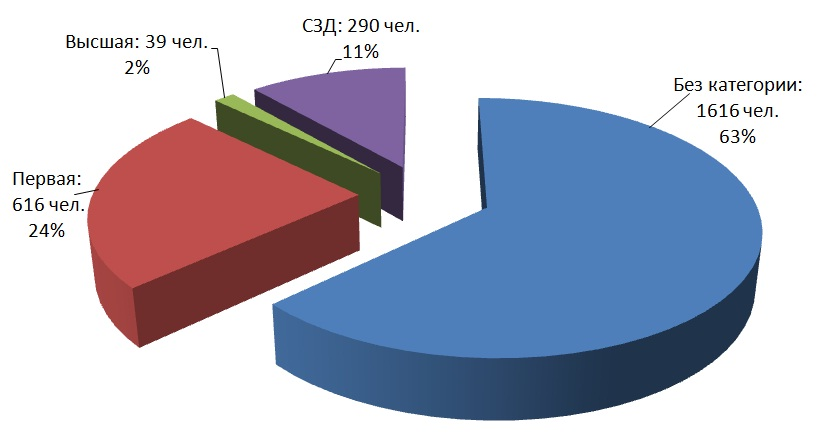 СЗД: 290 чел.
11%
Высшая: 39 чел.
2%
Без категории:
1616 чел.
63%
Первая:
616 чел.
24%